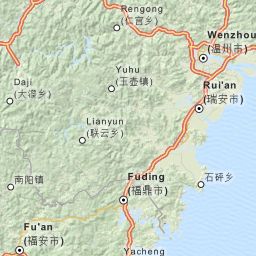 Rengong
(仁宫乡)
Wenzhou
(温州市)
Daji
(大漈乡)
Yuhu
(玉壶镇)
Rui'an
(瑞安市)
Lianyun
(联云乡)
南阳镇
石砰乡
Fuding
(福鼎市)
Fu'an
(福安市)
Yacheng